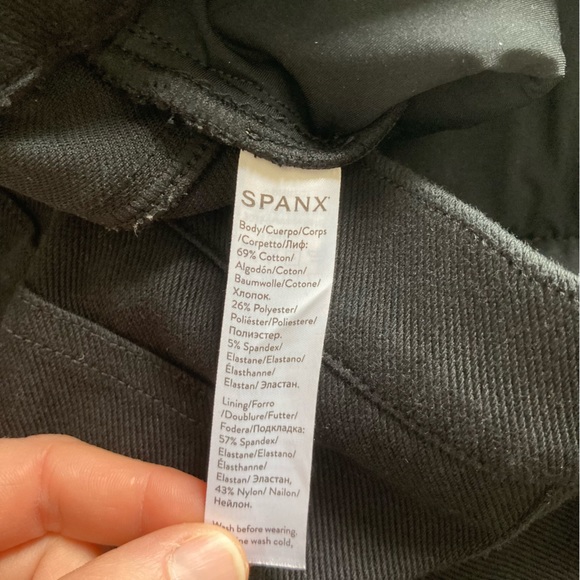 SPANX
Body/Cuerpo/Corps
/Corpetto/Лиф:
69% Cotton/
Algodón/Coton/
Baumwolle/Cotone/
Хлопок.
26% Polyester/
Poliéster/Poliestere/
Полиэстер.
5% Spandex/
Elastane/Elastano/
Élasthanne/
Elastan/ Эластан.
Lining/Forro
/Doublure/Futter/
Fodera/Подкладка:
57% Spandex/
Elastane/Elastano/
Élasthanne/
Elastan/ Эластан,
43% Nylon/ Nailon/
Нейлон.
Wash before wearing.
wash cold,